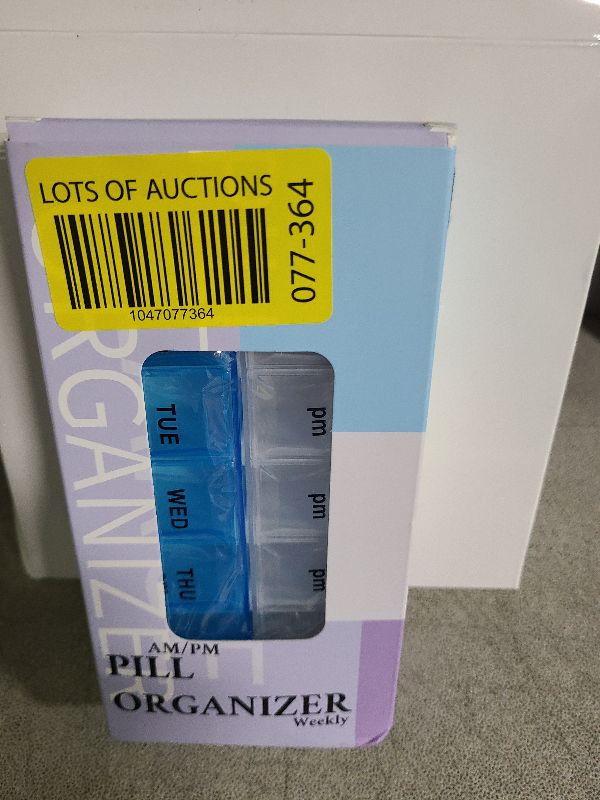 LOTS OF AUCTIONS
077-364
1047077364
ORGANIZER
TUE
pm
WED
pm
THU
pm
AM/PM
PILL
ORGANIZER
Weekly